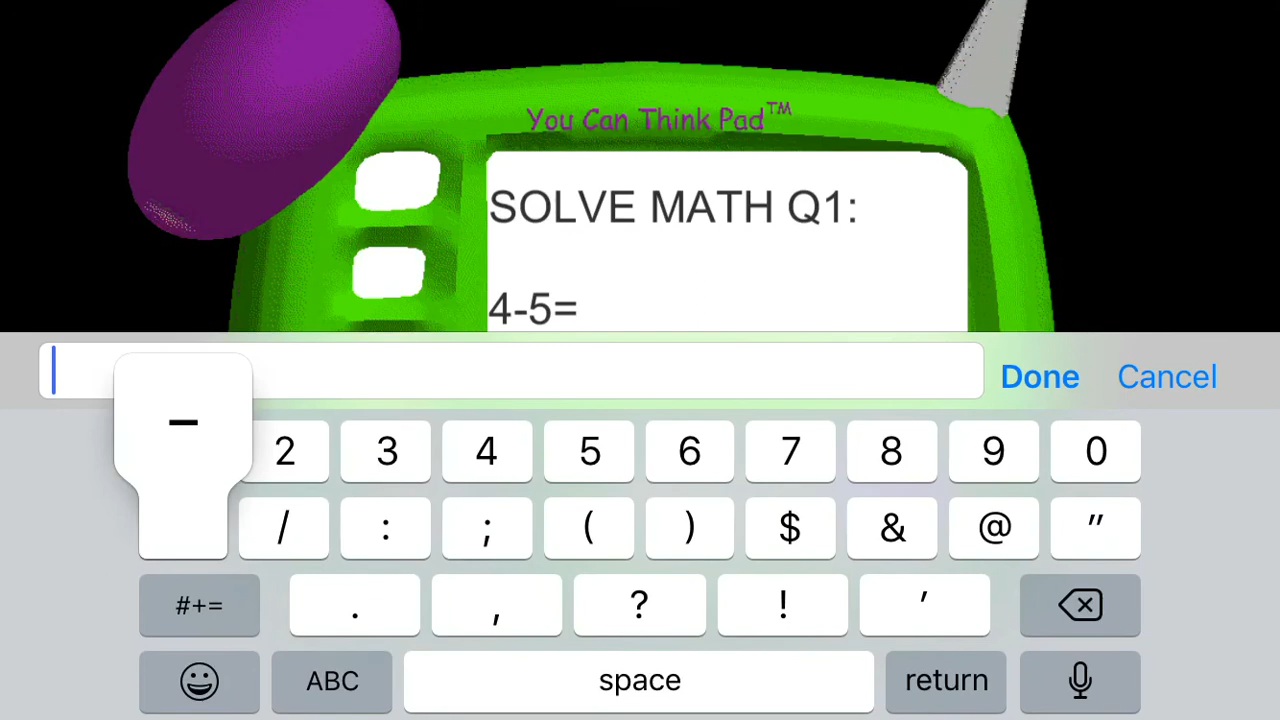 You Can Think Pad™
SOLVE MATH Q1:
4-5=
Done Cancel
–
2 3 4 5 6 7 8 9 0
/ : ; ( ) $ & @ "
#+= . , ? ! ’
ABC space return